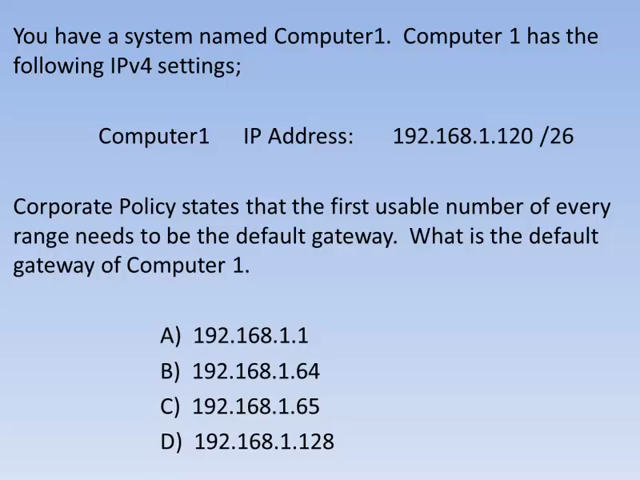 You have a system named Computer1. Computer 1 has the
following IPv4 settings;
Computer1 IP Address: 192.168.1.120 /26
Corporate Policy states that the first usable number of every
range needs to be the default gateway. What is the default
gateway of Computer 1.
A) 192.168.1.1
B) 192.168.1.64
C) 192.168.1.65
D) 192.168.1.128